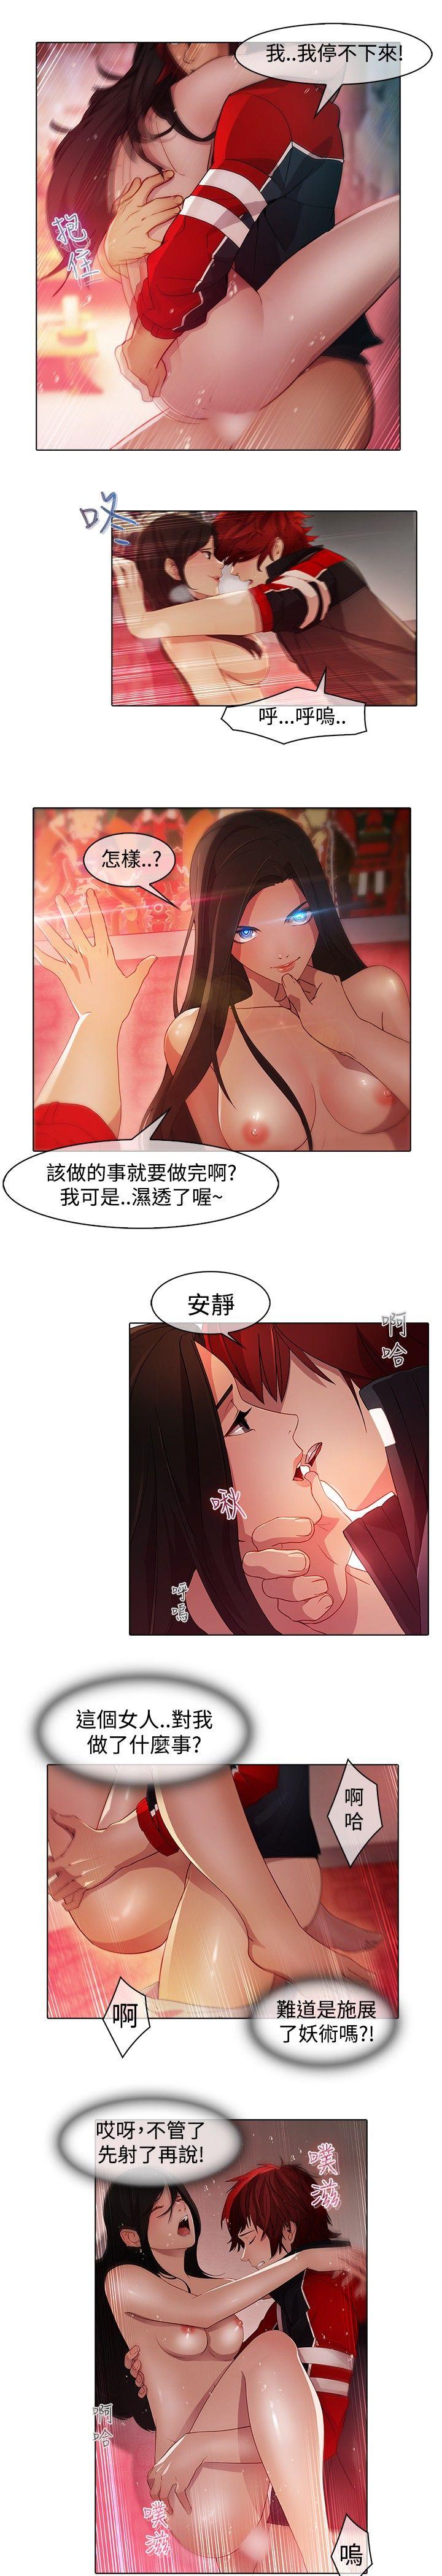 我..我停不下來!
抱
住
咚
呼...呼嗚..
怎樣..?
該做的事就要做完啊?
我可是..濕透了喔~
安靜
啊
哈
啾
呼
嗚
這個女人..對我
做了什麼事?
啊
哈
啊
難道是施展
了妖術嗎?!
哎呀，不管了
先射了再說!
噗
滋
啊
哈
噗
滋
嗚